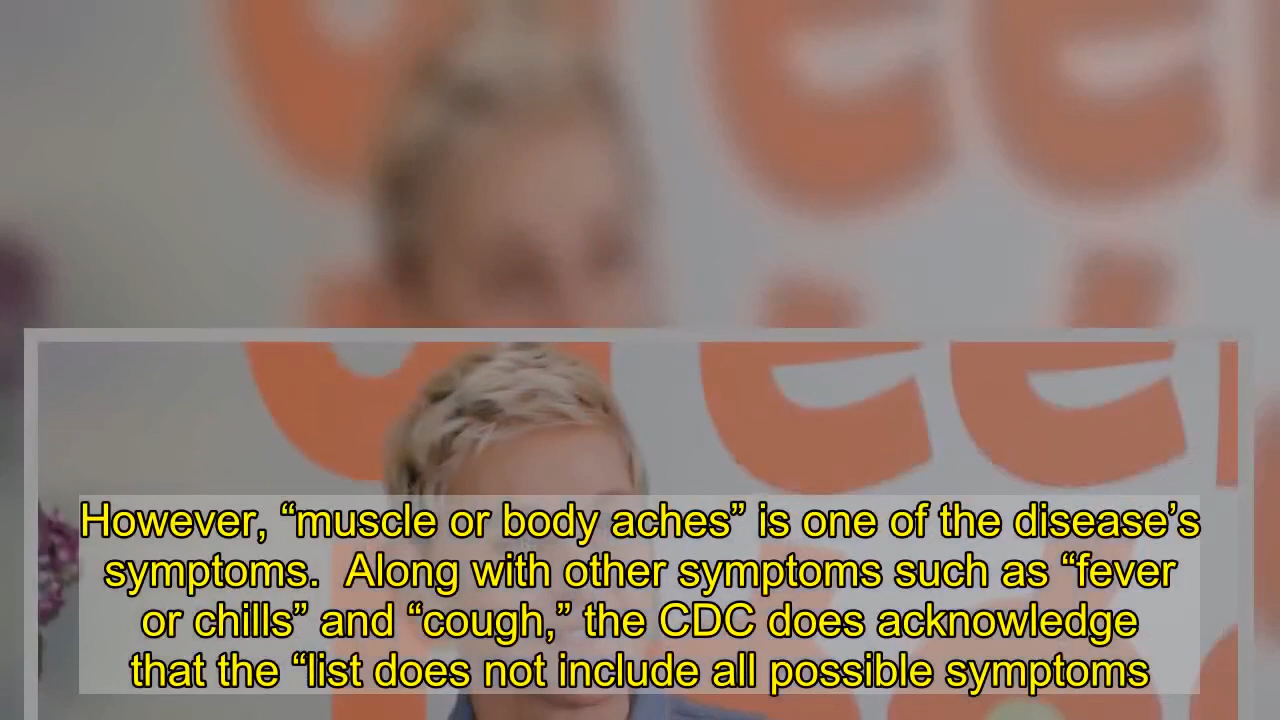 However, “muscle or body aches” is one of the disease’s
symptoms.  Along with other symptoms such as “fever
or chills” and “cough,” the CDC does acknowledge
that the “list does not include all possible symptoms